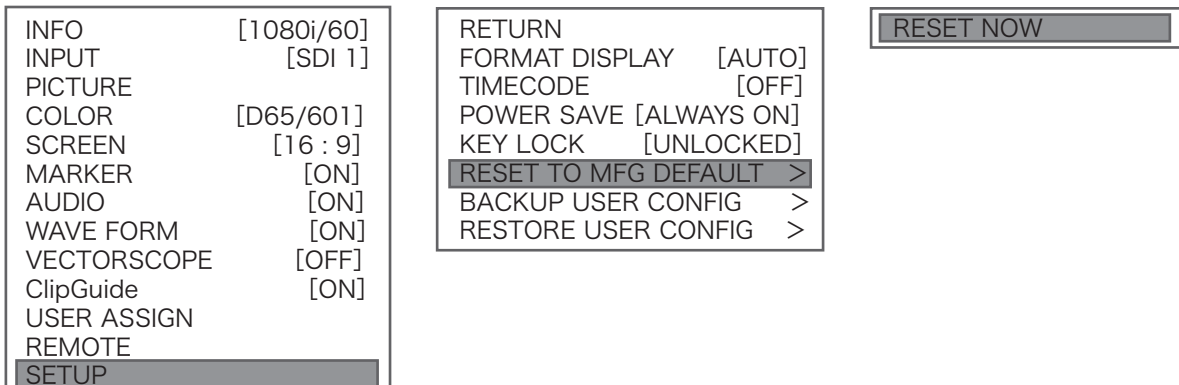 INFO [1080i/60]
INPUT [SDI 1]
PICTURE
COLOR [D65/601]
SCREEN [16 : 9]
MARKER [ON]
AUDIO [ON]
WAVE FORM [ON]
VECTORSCOPE [OFF]
ClipGuide [ON]
USER ASSIGN
REMOTE
SETUP
RETURN
FORMAT DISPLAY [AUTO]
TIMECODE [OFF]
POWER SAVE [ALWAYS ON]
KEY LOCK [UNLOCKED]
RESET TO MFG DEFAULT >
BACKUP USER CONFIG >
RESTORE USER CONFIG >
RESET NOW